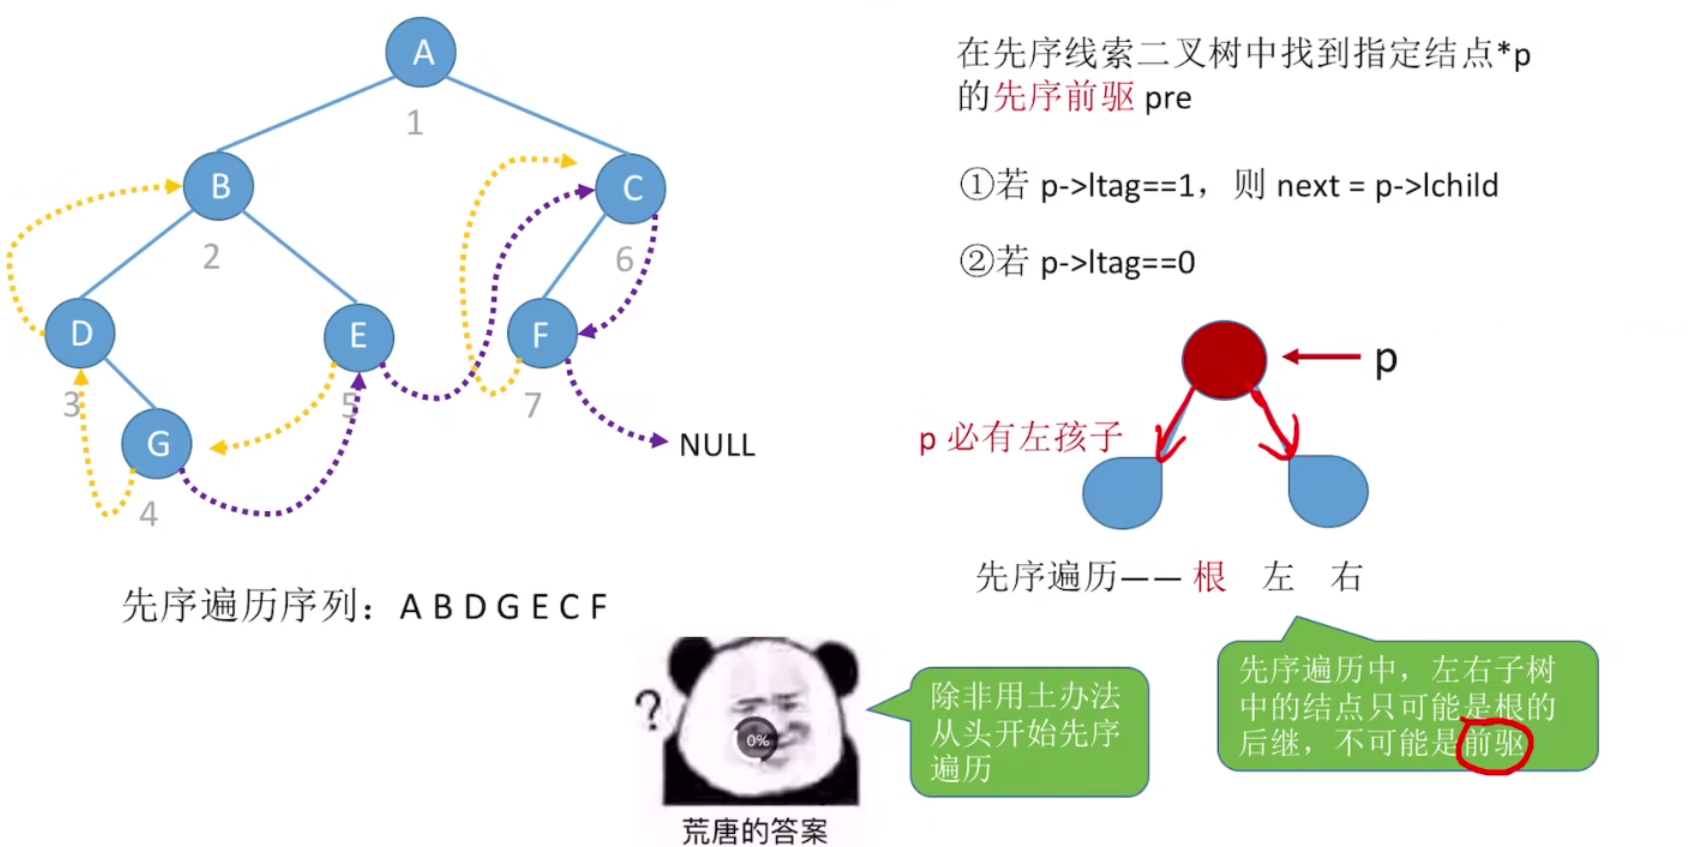 A
1
B
C
2
6
D
E
F
3
5
7
G
NULL
4
先序遍历序列：A B D G E C F
在先序线索二叉树中找到指定结点*p
的先序前驱 pre
①若 p->ltag==1，则 next = p->lchild
②若 p->ltag==0
p
p 必有左孩子
先序遍历—— 根 左 右
先序遍历中，左右子树
中的结点只可能是根的
后继，不可能是前驱
?
0%
除非用土办法
从头开始先序
遍历
荒唐的答案